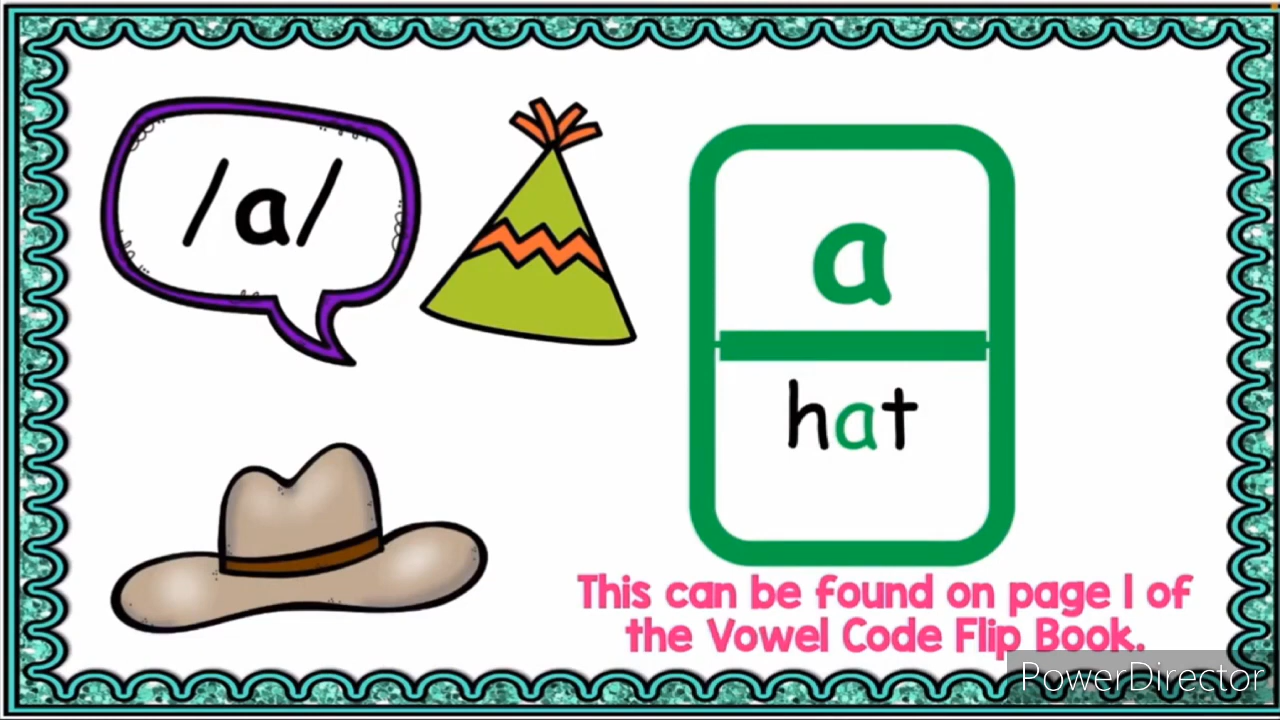 /a/
a
hat
This can be found on page 1 of
the Vowel Code Flip Book.
PowerDirector